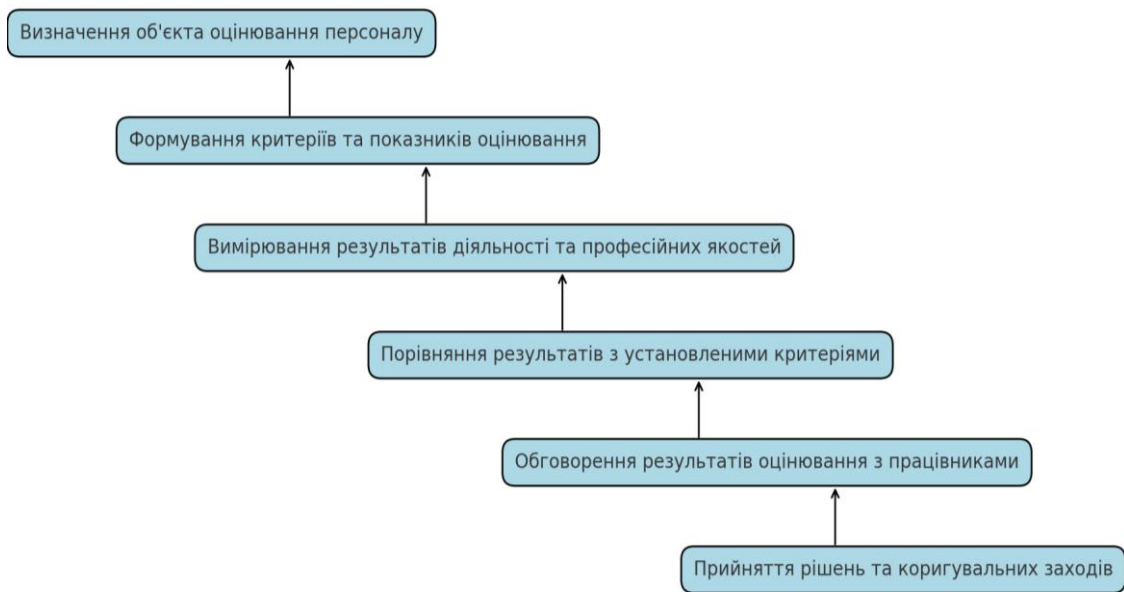 Визначення об'єкта оцінювання персоналу
Формування критеріїв та показників оцінювання
Вимірювання результатів діяльності та професійних якостей
Порівняння результатів з установленими критеріями
Обговорення результатів оцінювання з працівниками
Прийняття рішень та коригувальних заходів